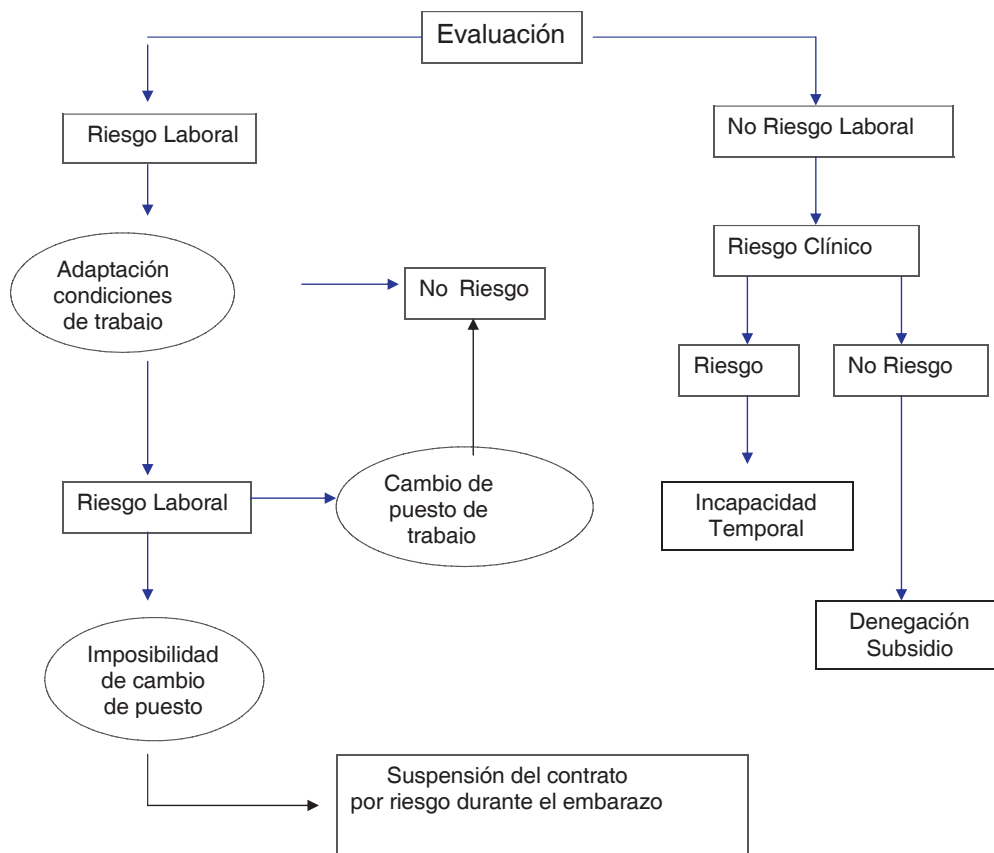 Evaluación
Riesgo Laboral
No Riesgo Laboral
Riesgo Clínico
Adaptación
condiciones
de trabajo
No Riesgo
Riesgo
No Riesgo
Riesgo Laboral
Cambio de
puesto de
trabajo
Incapacidad
Temporal
Denegación
Subsidio
Imposibilidad
de cambio
de puesto
Suspensión del contrato
por riesgo durante el embarazo